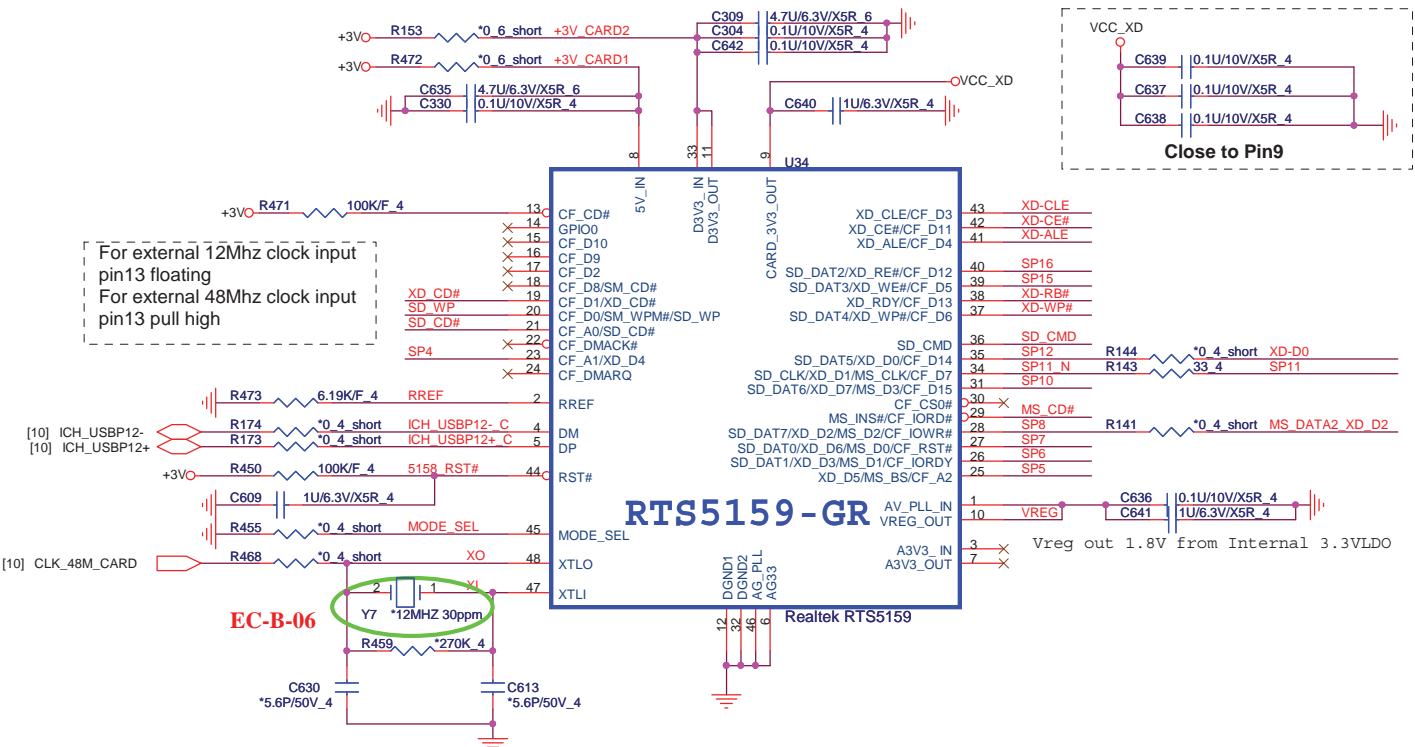 +3V R153 *0_6_short +3V_CARD2
+3V R472 *0_6_short +3V_CARD1
C309 4.7U/6.3V/X5R_6
C304 0.1U/10V/X5R_4
C642 0.1U/10V/X5R_4
C635 4.7U/6.3V/X5R_6
C330 0.1U/10V/X5R_4
VCC_XD
C640 1U/6.3V/X5R_4
VCC_XD
C639 0.1U/10V/X5R_4
C637 0.1U/10V/X5R_4
C638 0.1U/10V/X5R_4
Close to Pin9
8 33 11 9
U34
5V_IN D3V3_IN D3V3_OUT CARD_3V3_OUT
+3V R471 100K/F_4
For external 12Mhz clock input
pin13 floating
For external 48Mhz clock input
pin13 pull high
13 CF_CD#
14 GPIO0
15 CF_D10
16 CF_D9
17 CF_D2
18 CF_D8/SM_CD#
XD_CD# 19 CF_D1/XD_CD#
SD_WP 20 CF_D0/SM_WPM#/SD_WP
SD_CD# 21 CF_A0/SD_CD#
22 CF_DMACK#
SP4 23 CF_A1/XD_D4
24 CF_DMARQ
R473 6.19K/F_4 RREF 2 RREF
[10] ICH_USBP12- R174 *0_4_short ICH_USBP12-_C 4 DM
[10] ICH_USBP12+ R173 *0_4_short ICH_USBP12+_C 5 DP
+3V R450 100K/F_4 5158_RST# 44 RST#
C609 1U/6.3V/X5R_4
R455 *0_4_short MODE_SEL 45 MODE_SEL
[10] CLK_48M_CARD R468 *0_4_short XO 48 XTLO
2 1 XI 47 XTLI
EC-B-06
Y7 *12MHZ 30ppm
R459 *270K_4
C630
*5.6P/50V_4
C613
*5.6P/50V_4
RTS5159-GR
XD_CLE/CF_D3 43 XD-CLE
XD_CE#/CF_D11 42 XD-CE#
XD_ALE/CF_D4 41 XD-ALE
SD_DAT2/XD_RE#/CF_D12 40 SP16
SD_DAT3/XD_WE#/CF_D5 39 SP15
XD_RDY/CF_D13 38 XD-RB#
SD_DAT4/XD_WP#/CF_D6 37 XD-WP#
SD_CMD 36 SD_CMD
SD_DAT5/XD_D0/CF_D14 35 SP12 R144 *0_4_short XD-D0
SD_CLK/XD_D1/MS_CLK/CF_D7 34 SP11_N R143 33_4 SP11
SD_DAT6/XD_D7/MS_D3/CF_D15 31 SP10
CF_CS0# 30
MS_INS#/CF_IORD# 29 MS_CD#
SD_DAT7/XD_D2/MS_D2/CF_IOWR# 28 SP8 R141 *0_4_short MS_DATA2_XD_D2
SD_DAT0/XD_D6/MS_D0/CF_RST# 27 SP7
SD_DAT1/XD_D3/MS_D1/CF_IORDY 26 SP6
XD_D5/MS_BS/CF_A2 25 SP5
AV_PLL_IN 1
VREG_OUT 10 VREG
C636 0.1U/10V/X5R_4
C641 1U/6.3V/X5R_4
Vreg out 1.8V from Internal 3.3VLDO
A3V3_IN 3
A3V3_OUT 7
DGND1 DGND2 AG_PLL AG33
12 32 46 6
Realtek RTS5159